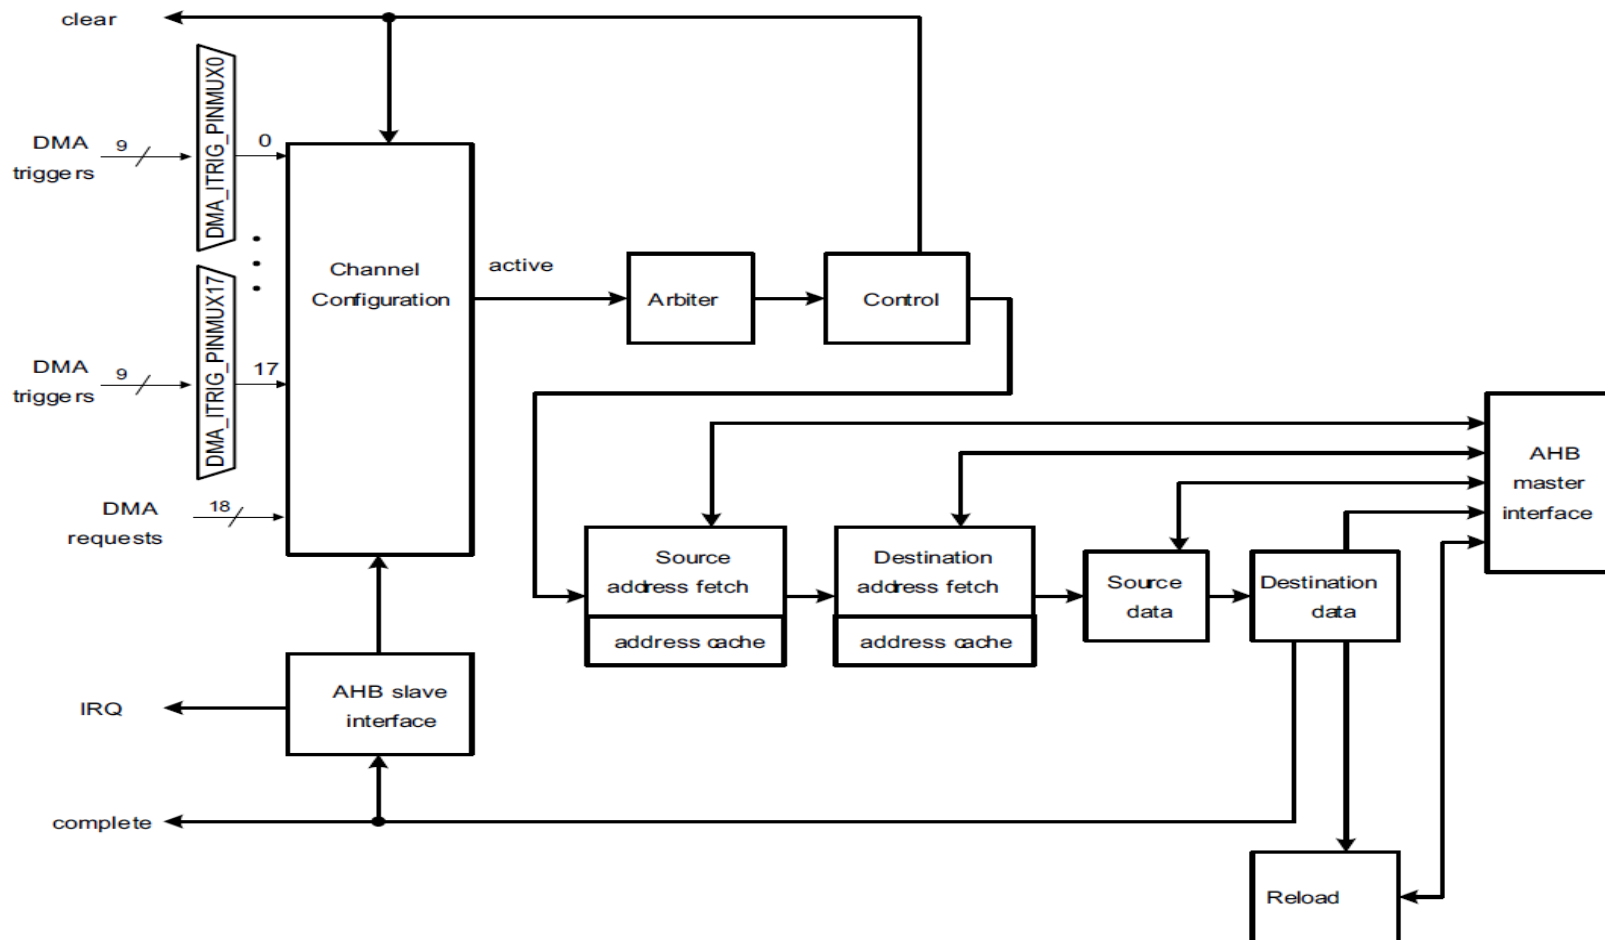 clear
DMA_ITRIG_PINMUX0
DMA
triggers
9
0
Channel
Configuration
active
Arbiter
Control
DMA_ITRIG_PINMUX17
DMA
triggers
9
17
DMA
requests
18
AHB
master
interface
Source
address fetch
address cache
Destination
address fetch
address cache
Source
data
Destination
data
AHB slave
interface
IRQ
complete
Reload